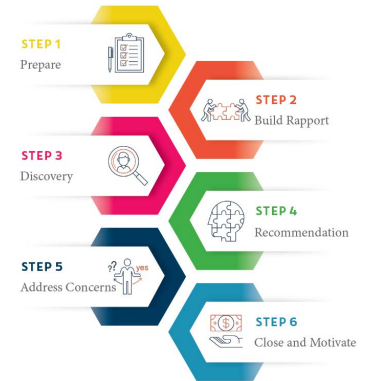 STEP 1
Prepare
STEP 2
Build Rapport
STEP 3
Discovery
STEP 4
Recommendation
STEP 5
Address Concerns
??
yes
STEP 6
Close and Motivate
$